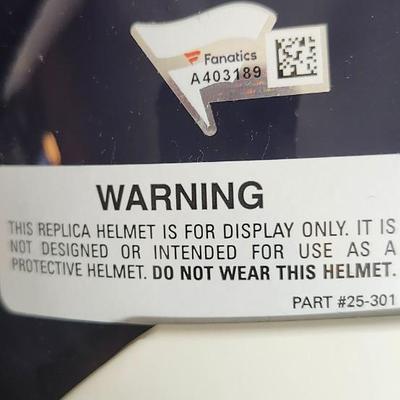 Fanatics
A403189
WARNING
THIS REPLICA HELMET IS FOR DISPLAY ONLY. IT IS
NOT DESIGNED OR INTENDED FOR USE AS A
PROTECTIVE HELMET. DO NOT WEAR THIS HELMET.
PART #25-301